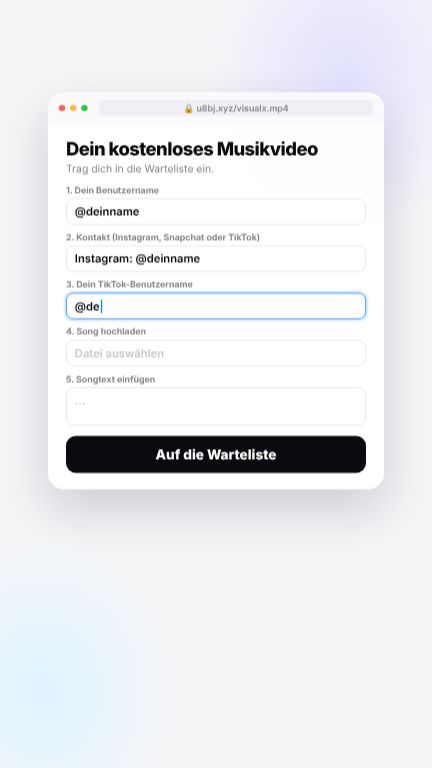 🔒 u8bj.xyz/visualx.mp4
Dein kostenloses Musikvideo
Trag dich in die Warteliste ein.
1. Dein Benutzername
@deinname
2. Kontakt (Instagram, Snapchat oder TikTok)
Instagram: @deinname
3. Dein TikTok-Benutzername
@de
4. Song hochladen
Datei auswählen
5. Songtext einfügen
...
Auf die Warteliste